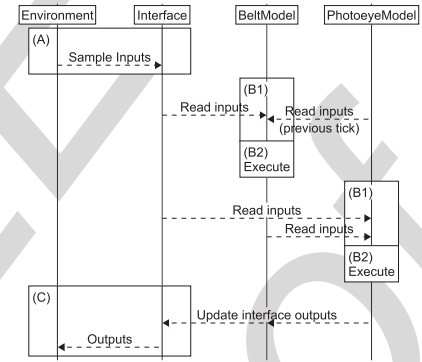 Environment Interface BeltModel PhotoeyeModel
(A)
Sample Inputs
(B1)
Read inputs
Read inputs
(previous tick)
(B2)
Execute
(B1)
Read inputs
Read inputs
(B2)
Execute
(C)
Update interface outputs
Outputs